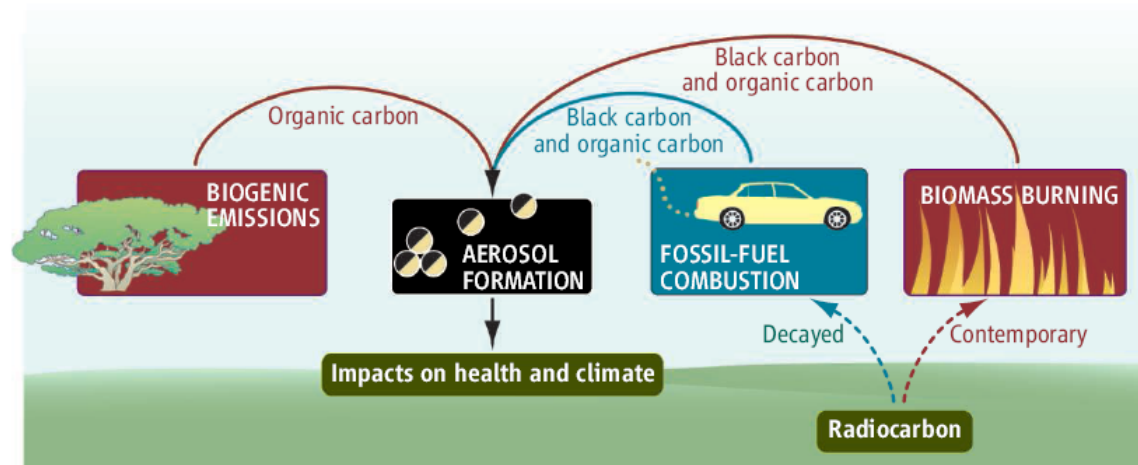 Black carbon
and organic carbon
Organic carbon
Black carbon
and organic carbon
BIOGENIC
EMISSIONS
AEROSOL
FORMATION
FOSSIL-FUEL
COMBUSTION
BIOMASS BURNING
Decayed
Contemporary
Impacts on health and climate
Radiocarbon